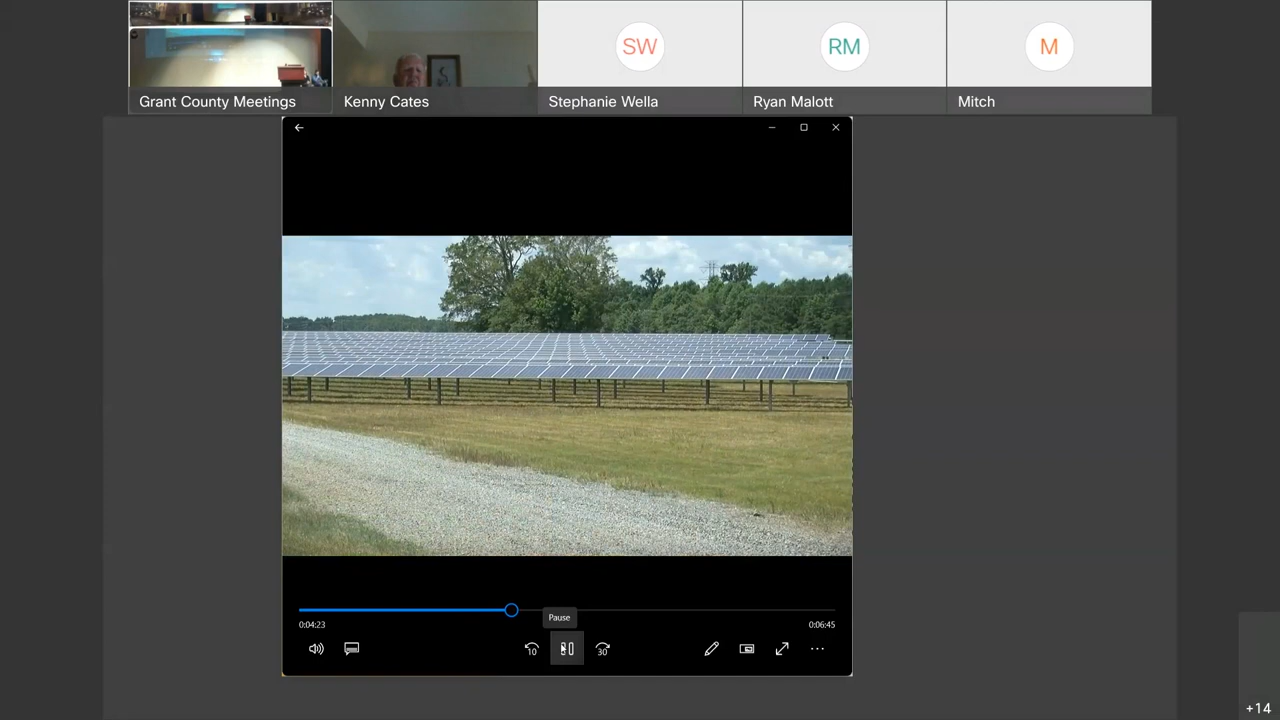 SW
RM
M
Grant County Meetings
Kenny Cates
Stephanie Wella
Ryan Malott
Mitch
Pause
0:04:23
0:06:45
10
30
+14